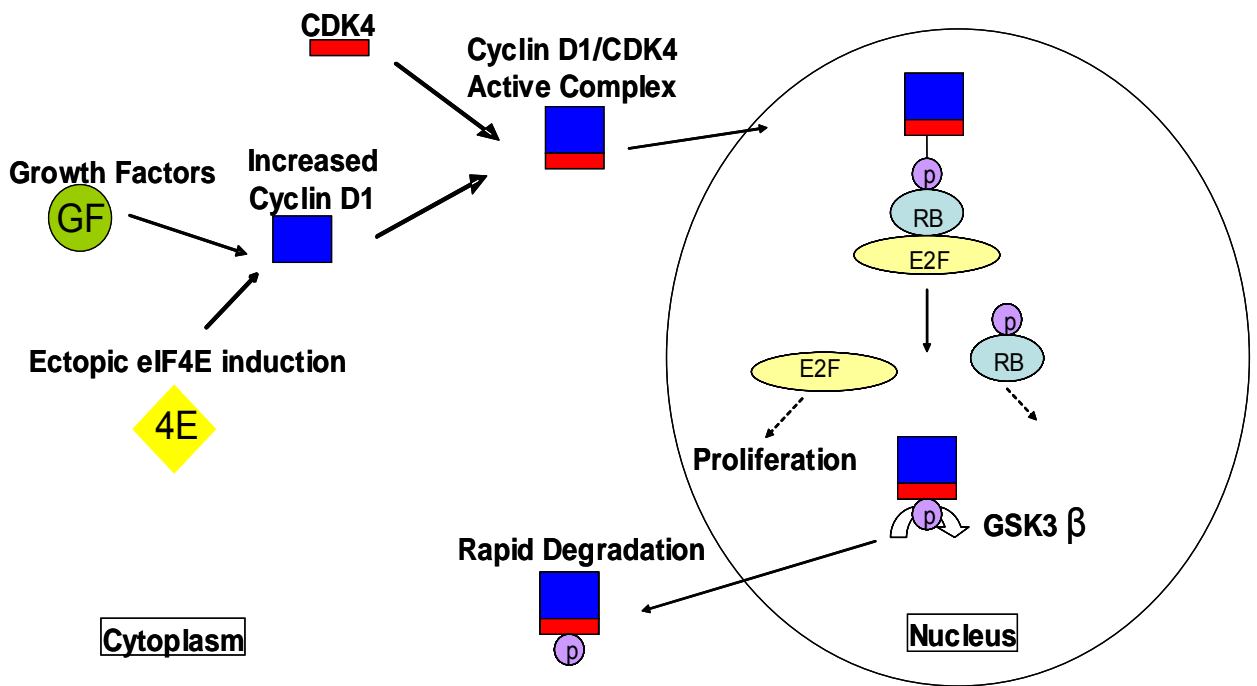 CDK4
Cyclin D1/CDK4
Active Complex
Growth Factors
GF
Increased
Cyclin D1
Ectopic eIF4E induction
4E
p
RB
E2F
E2F
p
RB
Proliferation
p
GSK3 β
Rapid Degradation
p
Cytoplasm
Nucleus